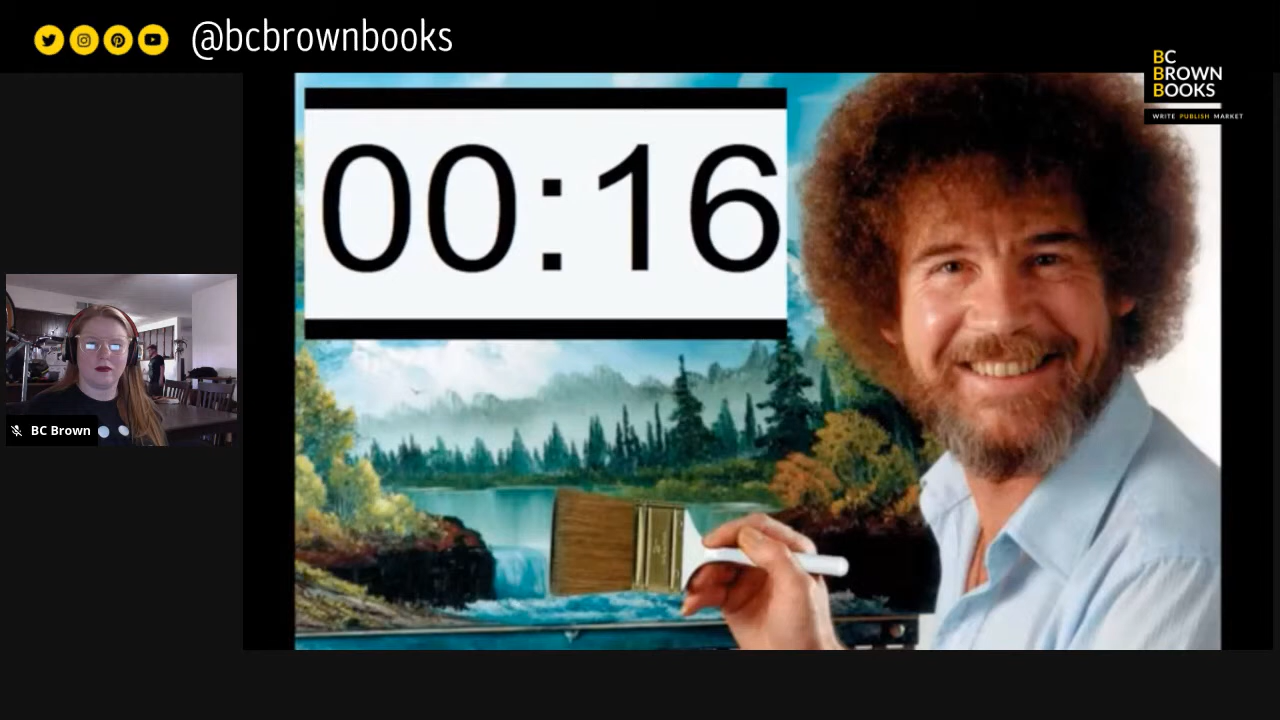 @bcbrownbooks
BC
BROWN
BOOKS
WRITE PUBLISH MARKET
00:16
BC Brown